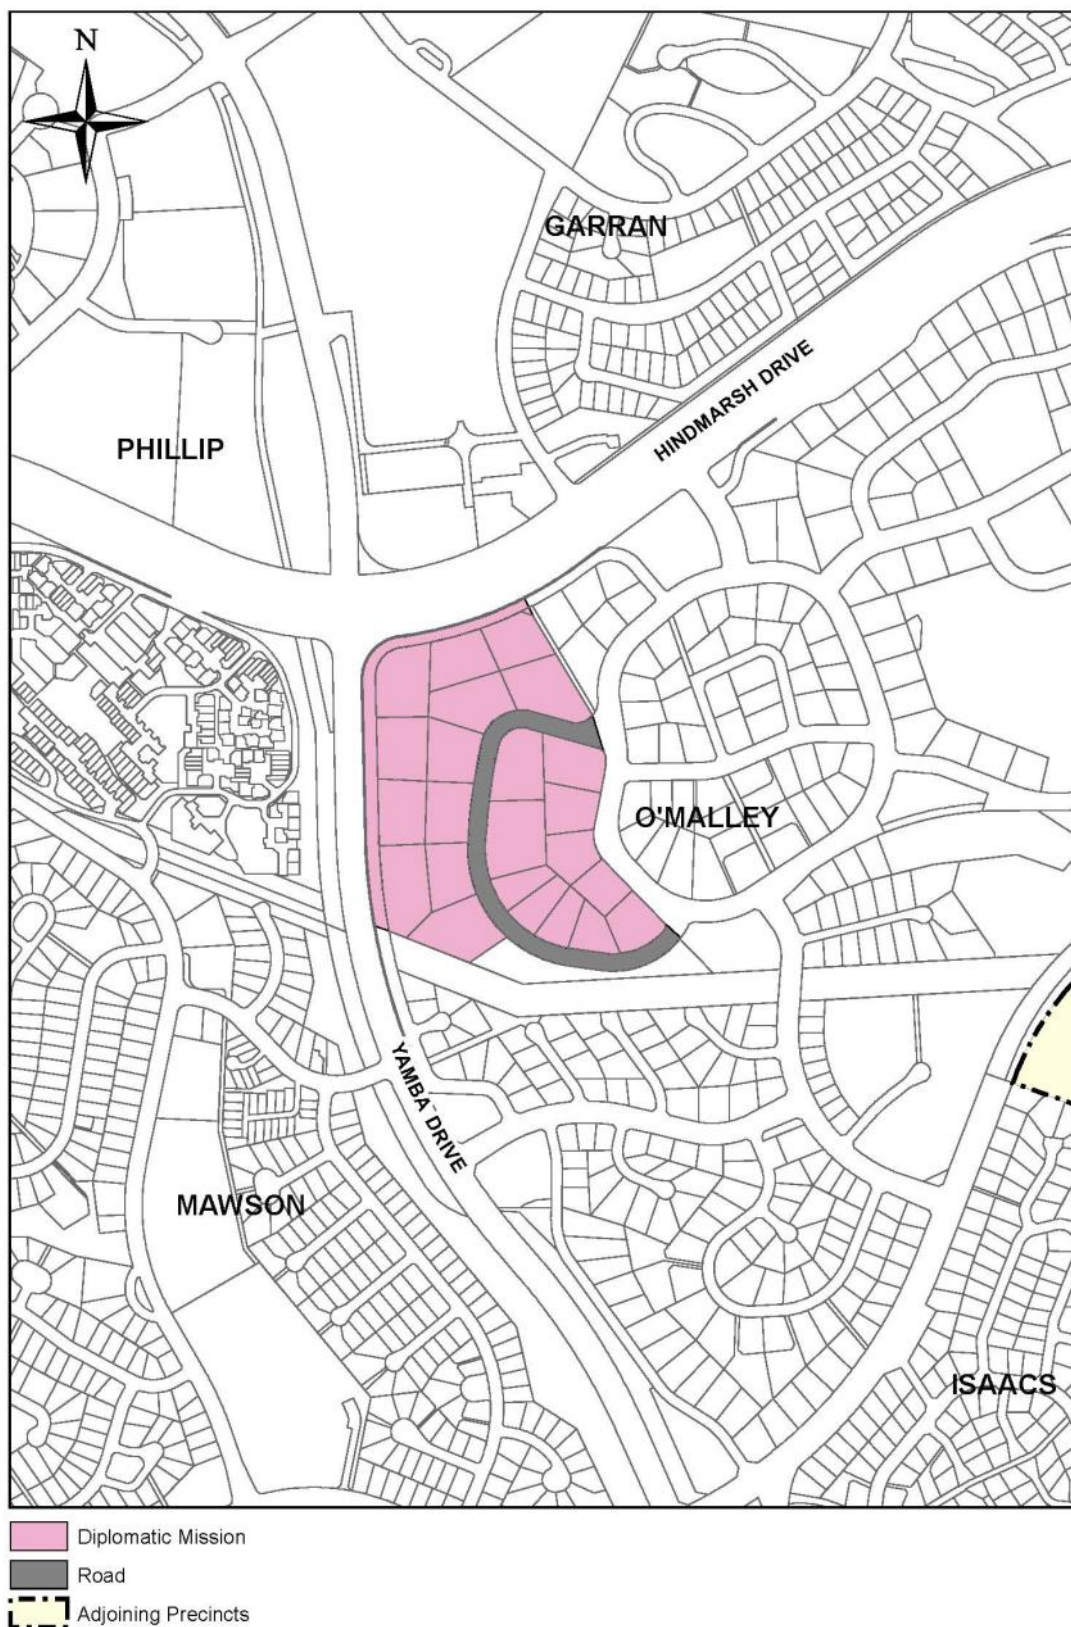 N
GARRAN
HINDMARSH DRIVE
PHILLIP
O'MALLEY
YAMBA DRIVE
MAWSON
ISAACS
Diplomatic Mission
Road
Adjoining Precincts